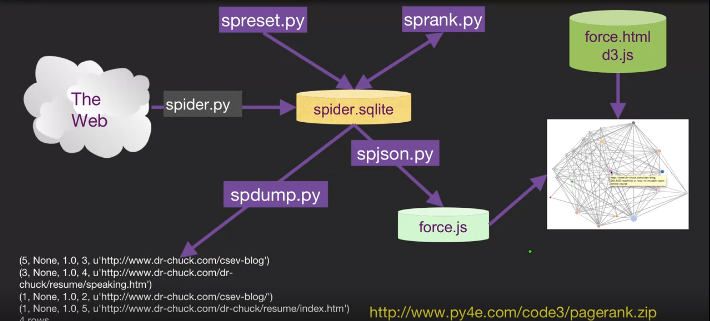 spreset.py
sprank.py
force.html
d3.js
The
Web
spider.py
spider.sqlite
spjson.py
spdump.py
force.js
(5, None, 1.0, 3, u'http://www.dr-chuck.com/csev-blog')
(3, None, 1.0, 4, u'http://www.dr-chuck.com/dr-
chuck/resume/speaking.htm')
(1, None, 1.0, 2, u'http://www.dr-chuck.com/csev-blog/')
(1, None, 1.0, 5, u'http://www.dr-chuck.com/dr-chuck/resume/index.htm')
4 rows.
http://www.py4e.com/code3/pagerank.zip